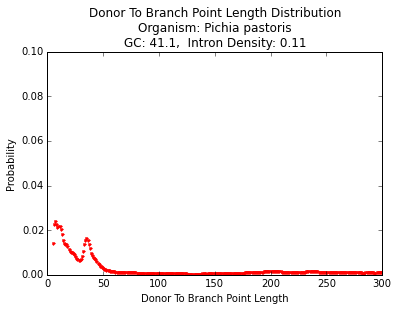 Donor To Branch Point Length Distribution
Organism: Pichia pastoris
GC: 41.1,  Intron Density: 0.11
0.10
0.08
0.06
0.04
0.02
0.00
Probability
0 50 100 150 200 250 300
Donor To Branch Point Length